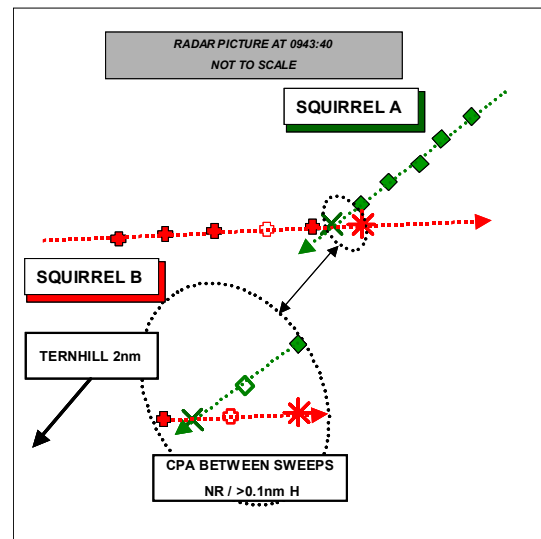 RADAR PICTURE AT 0943:40
NOT TO SCALE
SQUIRREL A
SQUIRREL B
TERNHILL 2nm
CPA BETWEEN SWEEPS
NR / >0.1nm H